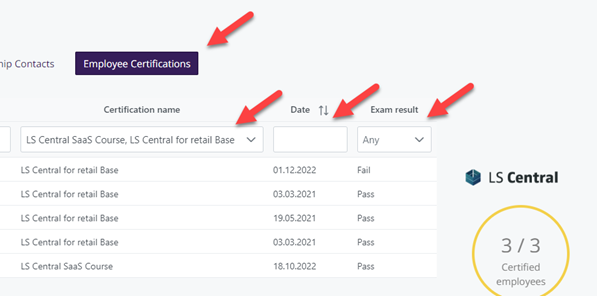 hip Contacts
Employee Certifications
Certification name
Date
Exam result
LS Central SaaS Course, LS Central for retail Base
Any
LS Central for retail Base 01.12.2022 Fail
LS Central for retail Base 03.03.2021 Pass
LS Central for retail Base 19.05.2021 Pass
LS Central for retail Base 03.03.2021 Pass
LS Central SaaS Course 18.10.2022 Pass
LS Central
3 / 3
Certified
employees